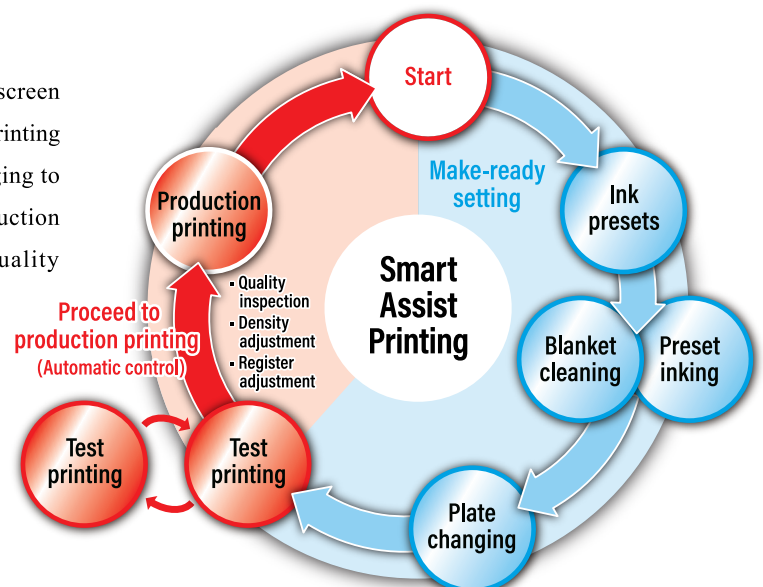 screen
rinting
ging to
uction
uality
Start
Make-ready
setting
Ink
presets
Blanket
cleaning
Preset
inking
Plate
changing
Test
printing
Test
printing
Proceed to
production printing
(Automatic control)
- Quality
inspection
- Density
adjustment
- Register
adjustment
Production
printing
Smart
Assist
Printing